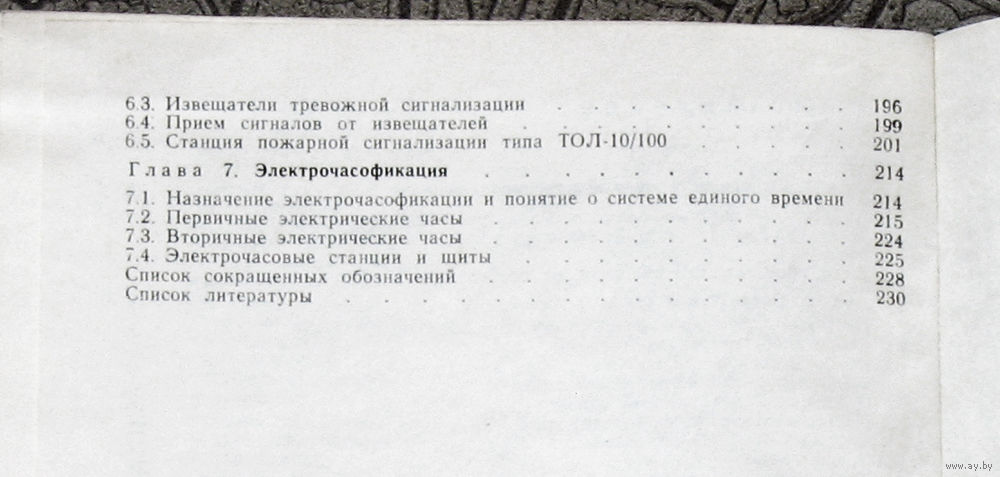 6.3. Извещатели тревожной сигнализации . . . . . . . . . 196
6.4. Прием сигналов от извещателей . . . . . . . . . . 199
6.5. Станция пожарной сигнализации типа ТОЛ-10/100 . . . . . 201
Глава 7. Электрочасофикация . . . . . . . . . . . 214
7.1. Назначение электрочасофикации и понятие о системе единого времени 214
7.2. Первичные электрические часы . . . . . . . . . . . 215
7.3. Вторичные электрические часы . . . . . . . . . . . 224
7.4. Электрочасовые станции и щиты . . . . . . . . . . 225
Список сокращенных обозначений . . . . . . . . . . . 228
Список литературы . . . . . . . . . . . . . . . 230
www.ay.by